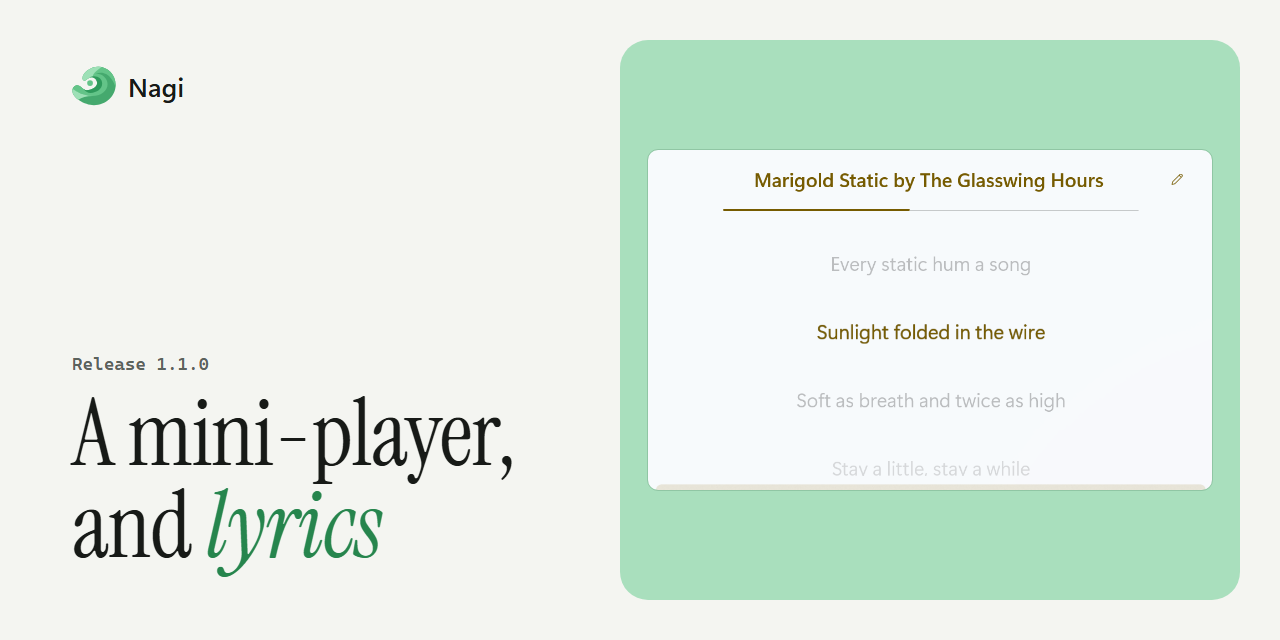 Nagi
Release 1.1.0
A mini-player,
and lyrics
Marigold Static by The Glasswing Hours
Every static hum a song
Sunlight folded in the wire
Soft as breath and twice as high
Stay a little, stay a while